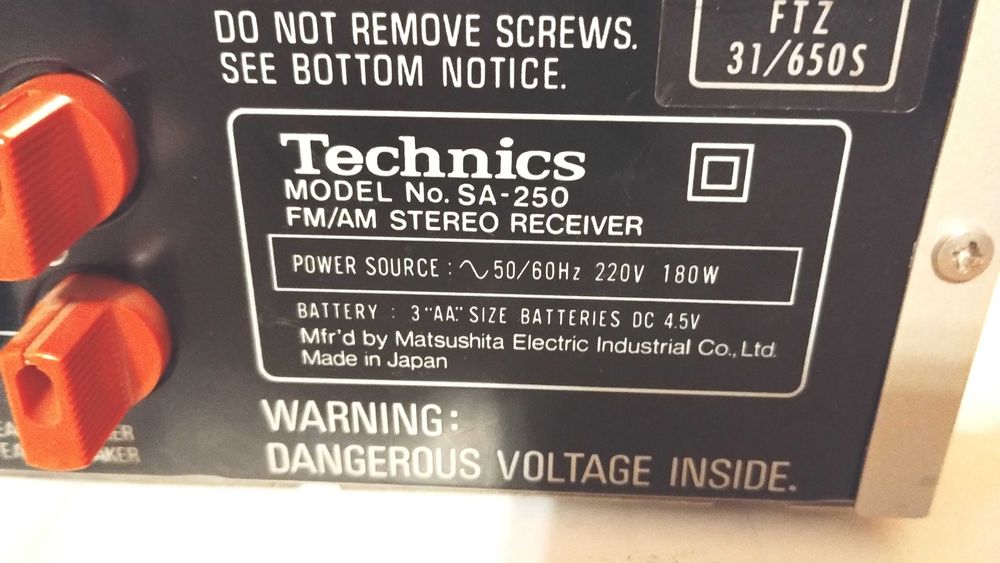 DO NOT REMOVE SCREWS.
SEE BOTTOM NOTICE.
FTZ
31/650S
Technics
MODEL No. SA-250
FM/AM STEREO RECEIVER
POWER SOURCE : ∿ 50/60Hz 220V 180W
BATTERY : 3 "AA" SIZE BATTERIES DC 4.5V
Mfr'd by Matsushita Electric Industrial Co., Ltd.
Made in Japan
WARNING:
DANGEROUS VOLTAGE INSIDE.